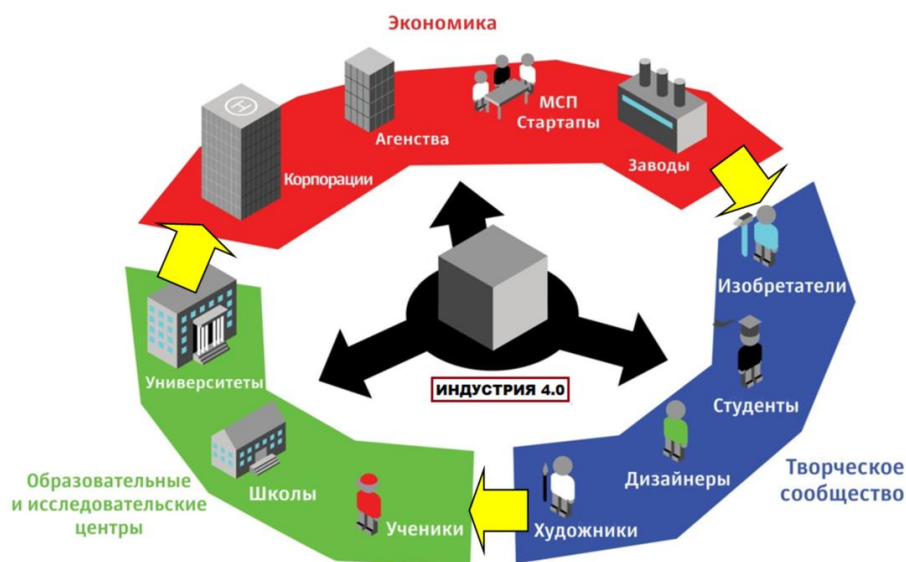 Экономика
Корпорации
Агенства
МСП
Стартапы
Заводы
Изобретатели
Студенты
Дизайнеры
Художники
Творческое
сообщество
ИНДУСТРИЯ 4.0
Университеты
Школы
Ученики
Образовательные
и исследовательские
центры
H